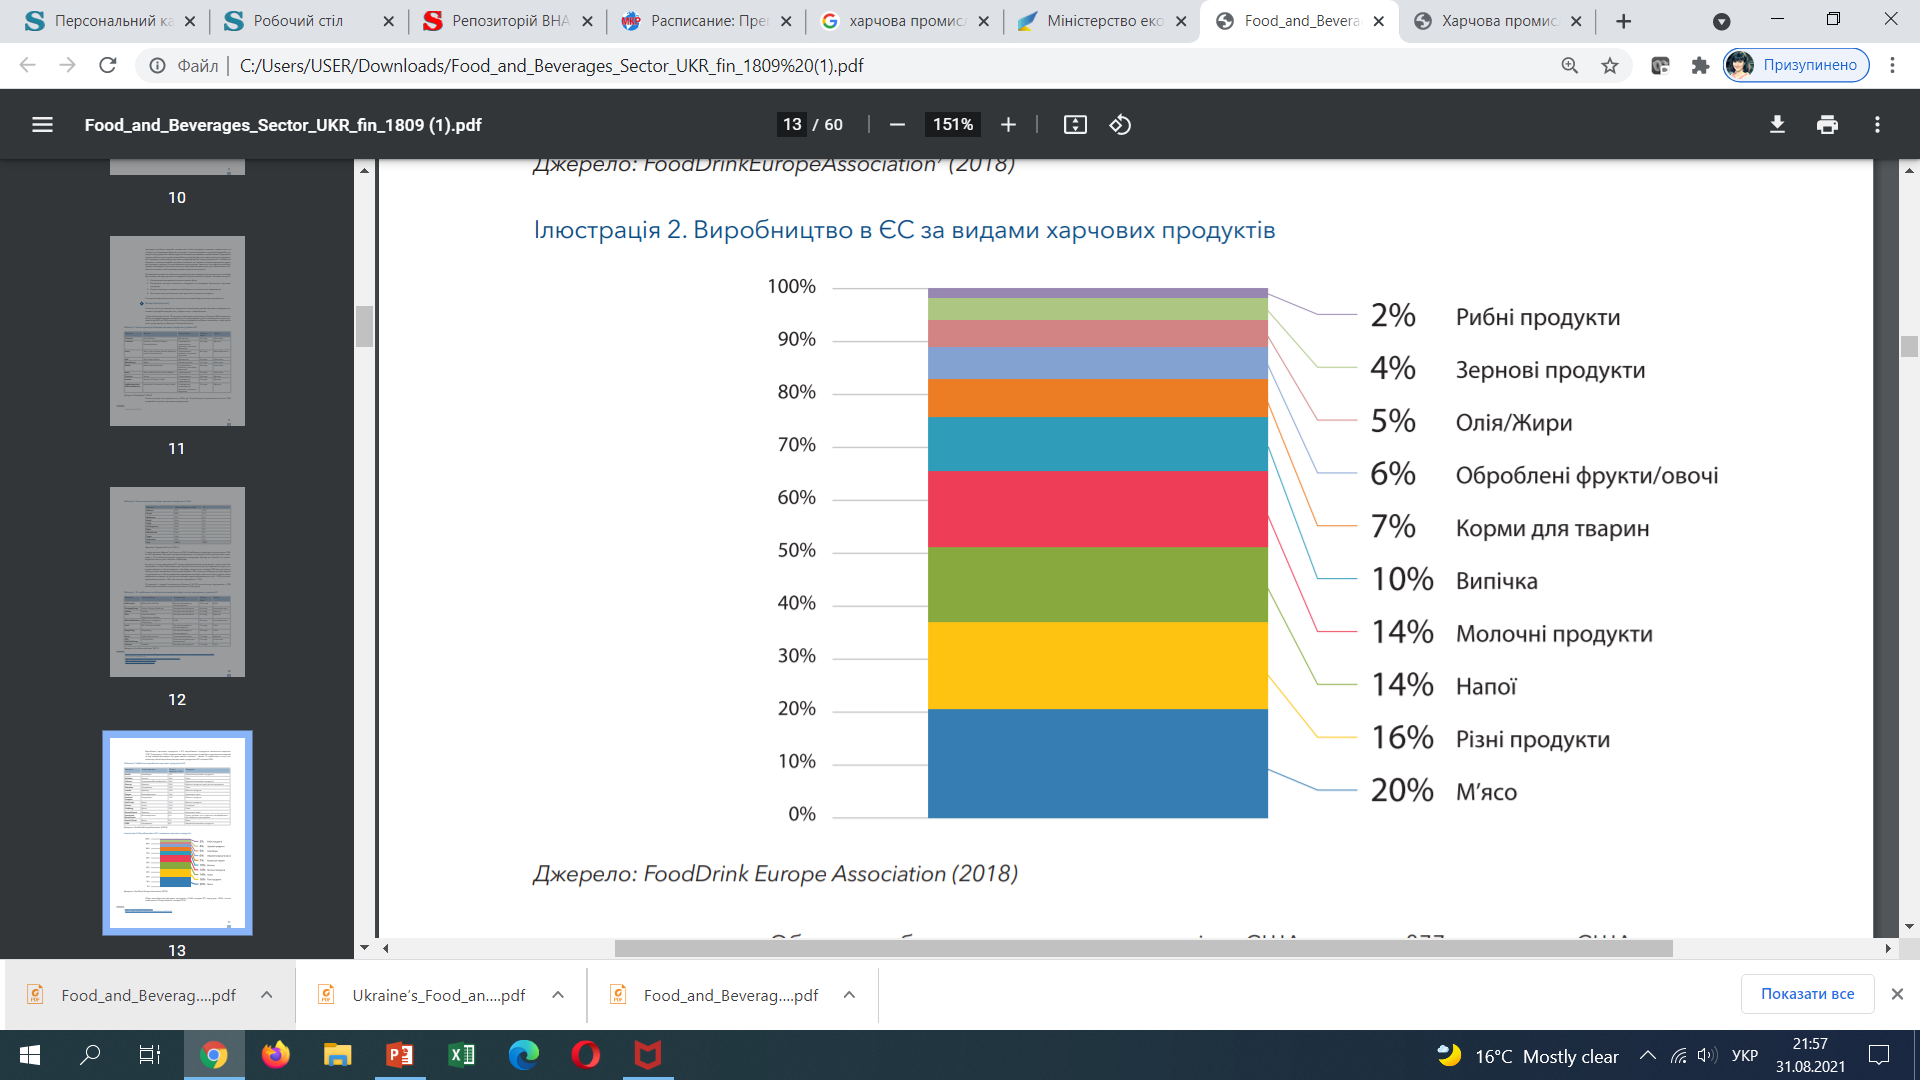 Персональний ка
Робочий стіл
Репозиторій ВНА
Расписание: Пре
харчова промис
Міністерство еко
Food_and_Bevera
Харчова промис
Файл
C:/Users/USER/Downloads/Food_and_Beverages_Sector_UKR_fin_1809%20(1).pdf
Призупинено
Food_and_Beverages_Sector_UKR_fin_1809 (1).pdf
13 / 60
151%
10
11
12
13
Джерело: FoodDrinkEuropeAssociation' (2018)
Ілюстрація 2. Виробництво в ЄС за видами харчових продуктів
100%
90%
80%
70%
60%
50%
40%
30%
20%
10%
0%
2% Рибні продукти
4% Зернові продукти
5% Олія/Жири
6% Оброблені фрукти/овочі
7% Корми для тварин
10% Випічка
14% Молочні продукти
14% Напої
16% Різні продукти
20% М’ясо
Джерело: FoodDrink Europe Association (2018)
Food_and_Beverag....pdf
Ukraine’s_Food_an....pdf
Food_and_Beverag....pdf
Показати все
16°C Mostly clear
УКР
21:57
31.08.2021